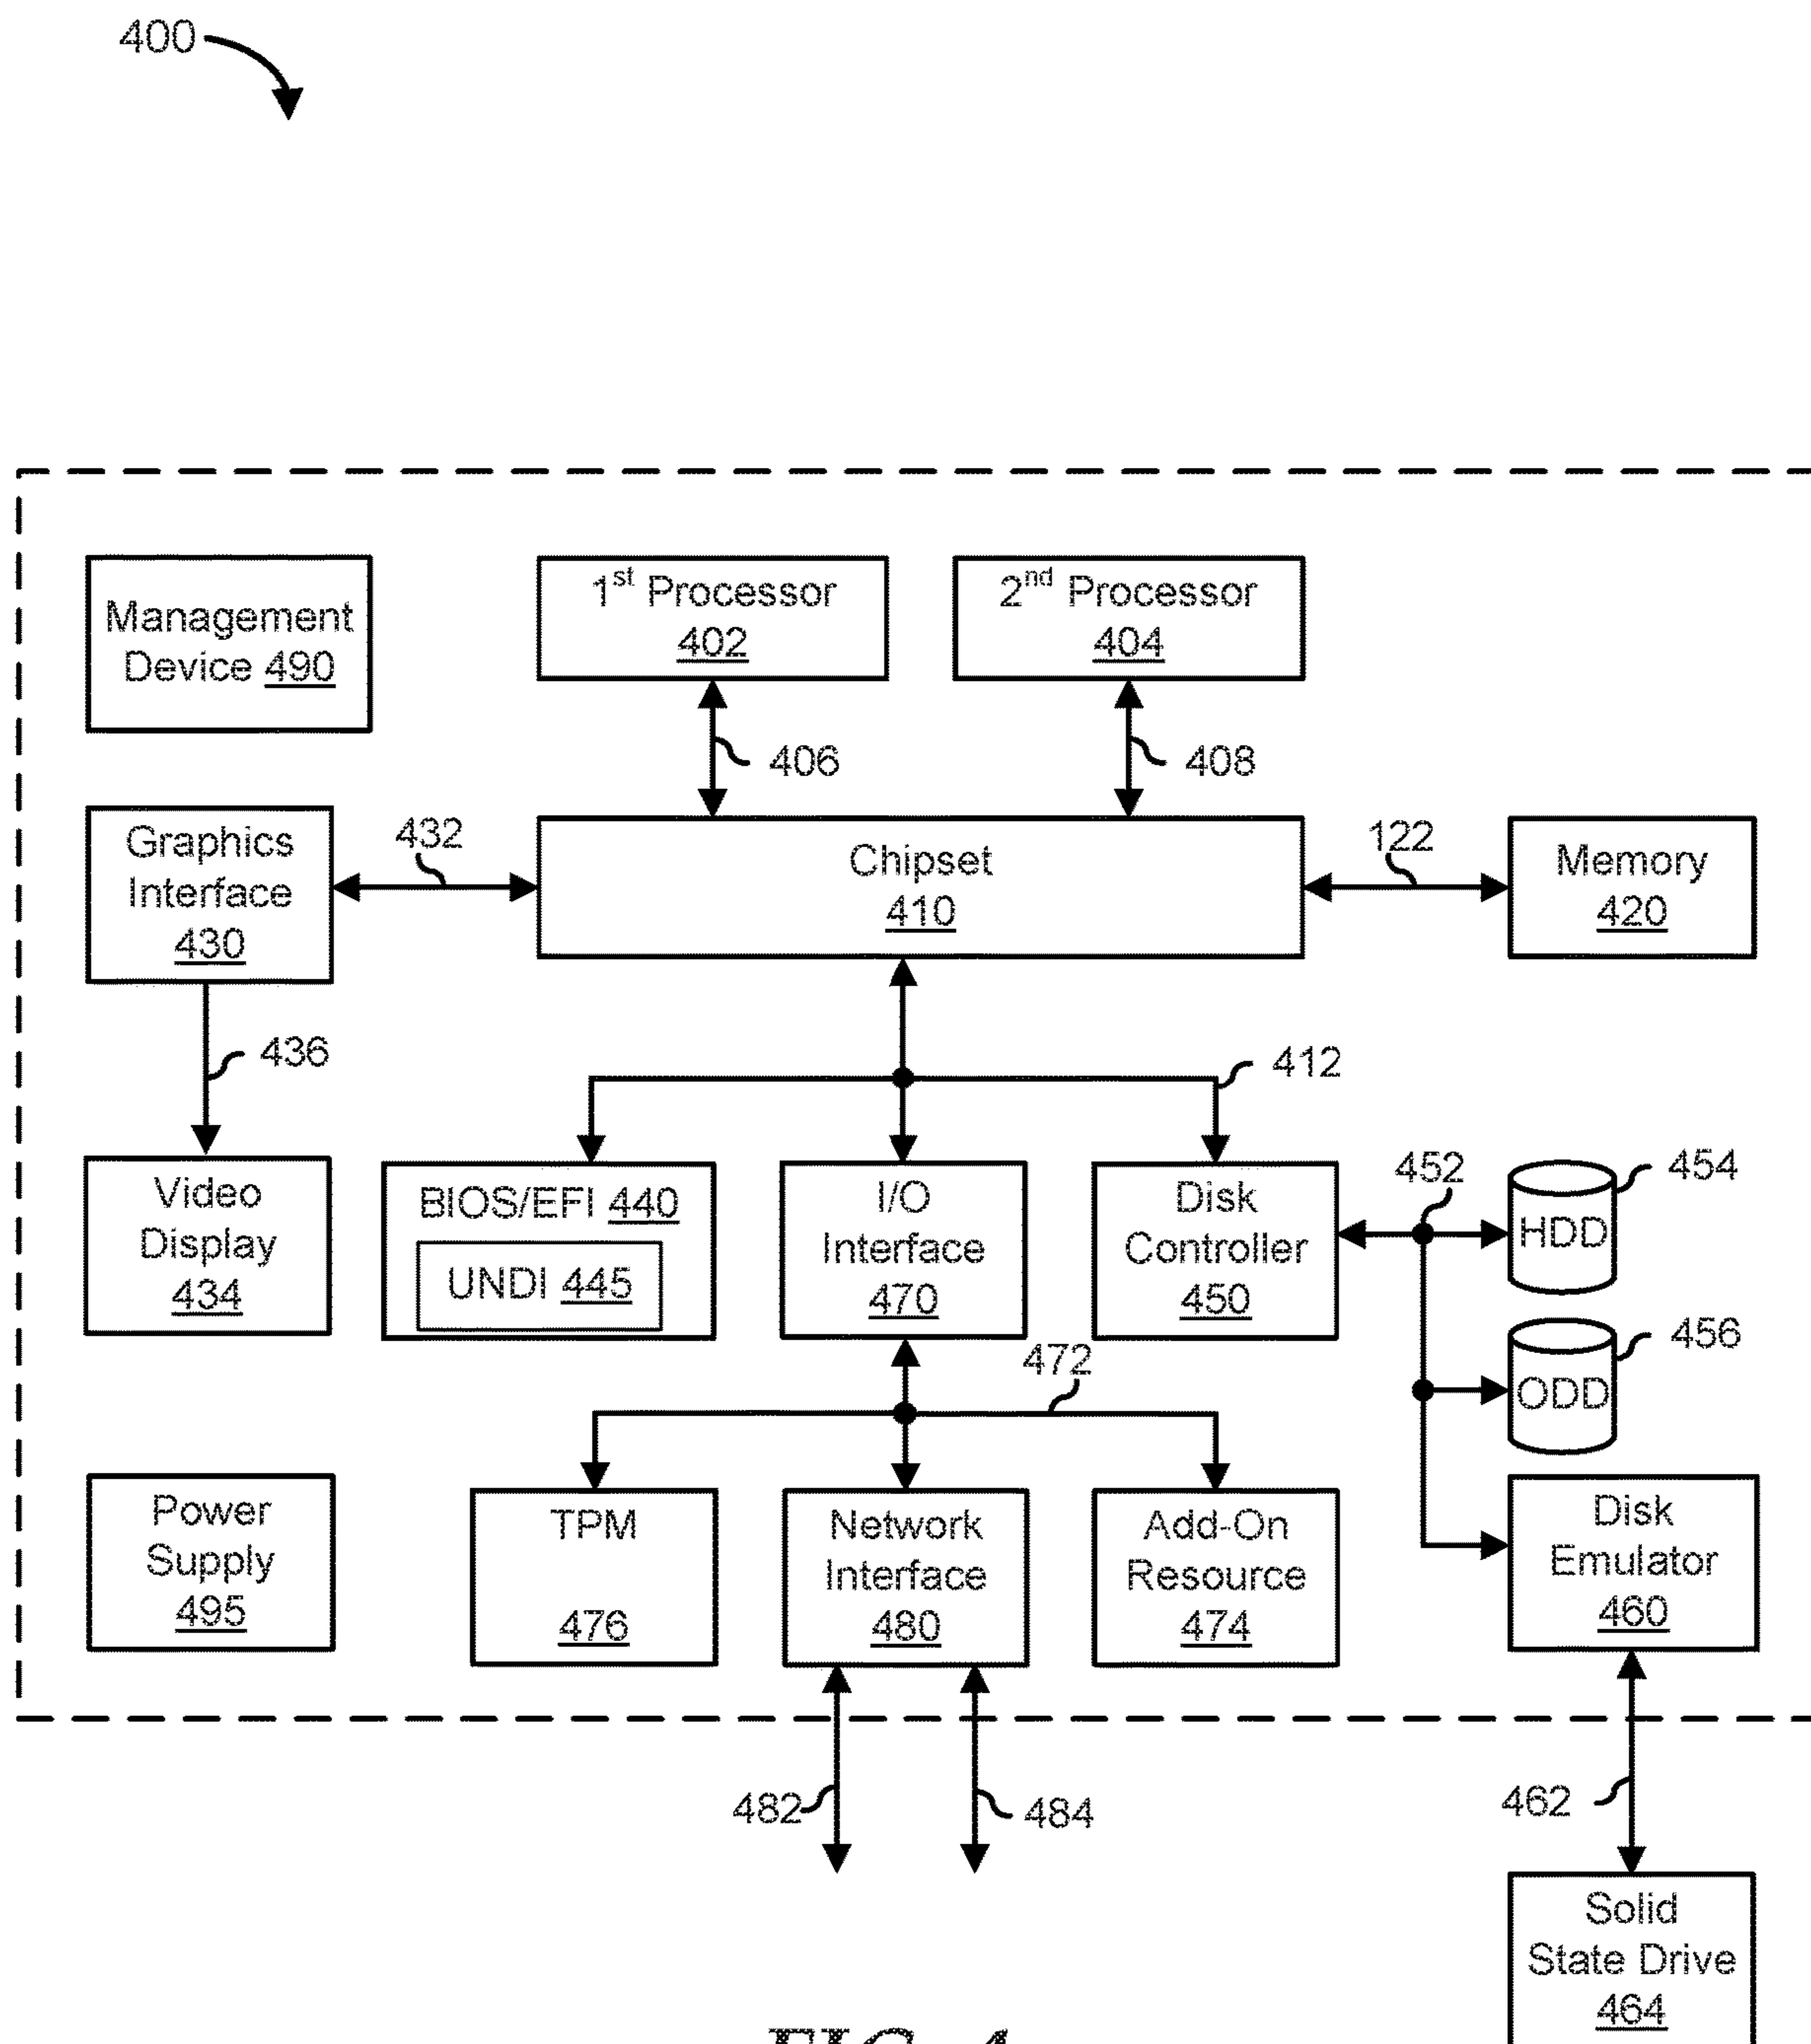 400
Management
Device 490
1st Processor
402
2nd Processor
404
406
408
Graphics
Interface
430
432
Chipset
410
122
Memory
420
436
412
Video
Display
434
BIOS/EFI 440
UNDI 445
I/O
Interface
470
Disk
Controller
450
452
HDD
454
ODD
456
472
Power
Supply
495
TPM
476
Network
Interface
480
Add-On
Resource
474
Disk
Emulator
460
482
484
462
Solid
State Drive
464
FIG. 4